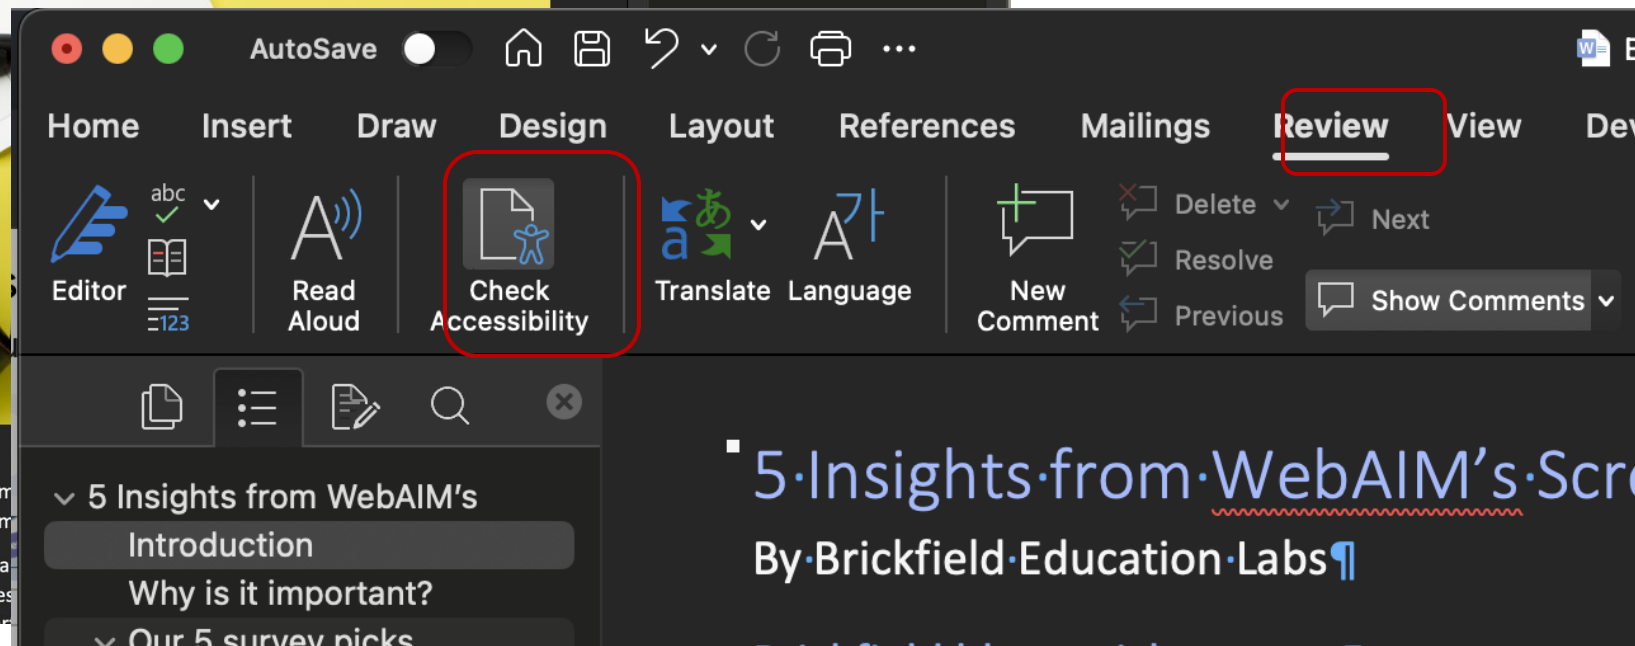 AutoSave
Home Insert Draw Design Layout References Mailings Review View
abc
Editor
123
Read Aloud
Check Accessibility
a あ
Translate
A 가
Language
New Comment
Delete
Resolve
Previous
Next
Show Comments
5 Insights from WebAIM’s
Introduction
Why is it important?
Our 5 survey picks
5·Insights·from·WebAIM’s·
By·Brickfield·Education·Labs¶